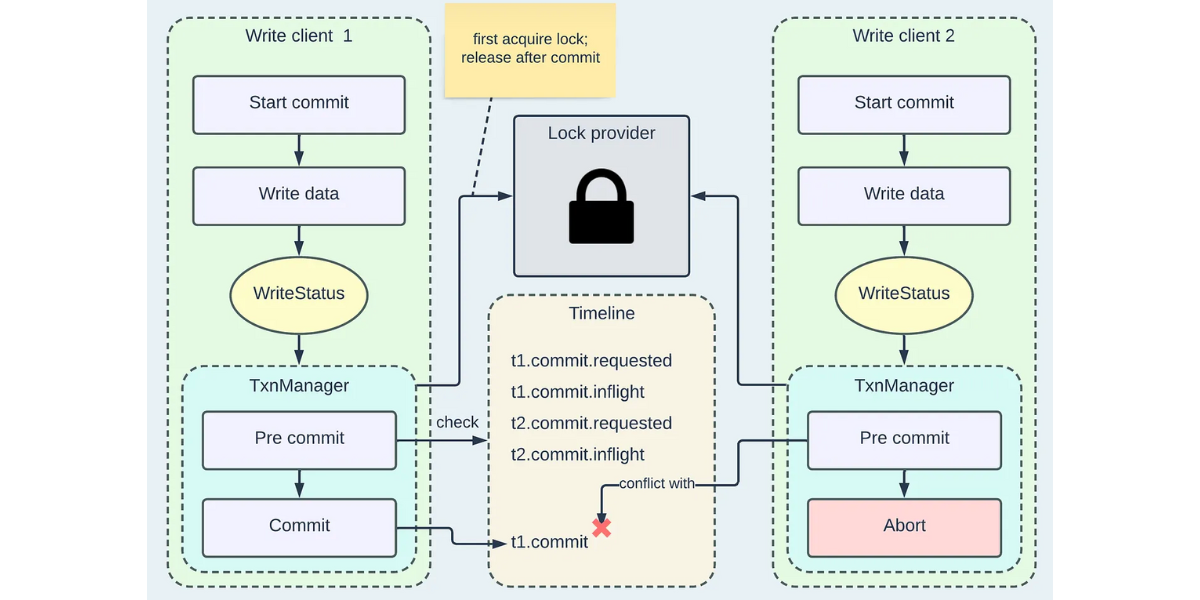 Write client  1
Start commit
Write data
WriteStatus
TxnManager
Pre commit
Commit
first acquire lock;
release after commit
Lock provider
check
Timeline
t1.commit.requested
t1.commit.inflight
t2.commit.requested
t2.commit.inflight
conflict with
t1.commit
Write client 2
Start commit
Write data
WriteStatus
TxnManager
Pre commit
Abort